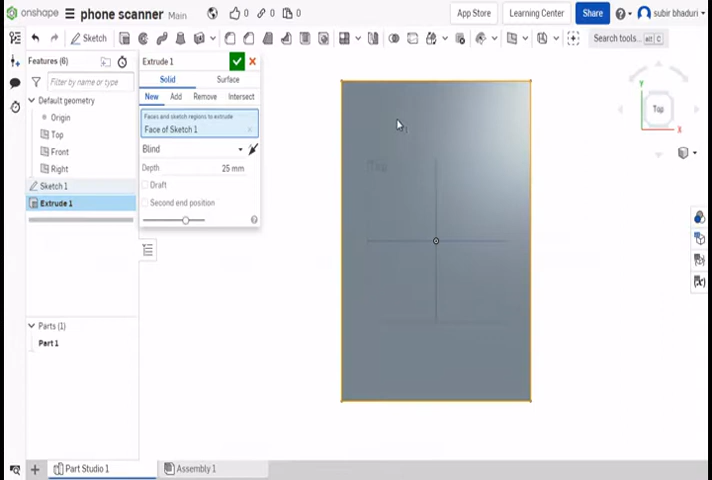 onshape phone scanner Main 0 0 0 App Store Learning Center Share subir bhaduri
Sketch Search tools... alt C
Features (6)
Filter by name or type
Default geometry
Origin
Top
Front
Right
Sketch 1
Extrude 1
Parts (1)
Part 1
Extrude 1
Solid Surface
New Add Remove Intersect
Faces and sketch regions to extrude
Face of Sketch 1
Blind
Depth 25 mm
Draft
Second end position
Top
Y
Top
X
Part Studio 1 Assembly 1